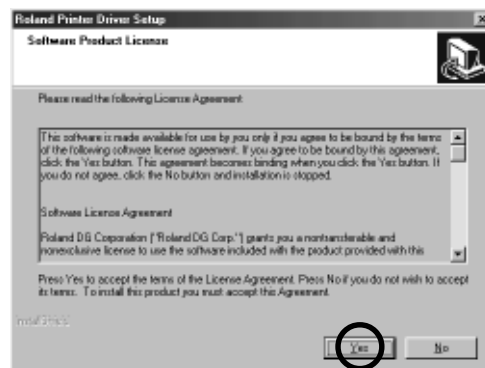 Roland Printer Driver Setup
Software Product License
Please read the following License Agreement
This software is made available for use by you only if you agree to be bound by the terms
of the following software license agreement. If you agree to be bound by this agreement,
click the Yes button. This agreement becomes binding when you click the Yes button. If
you do not agree, click the No button and installation is stopped.
Software License Agreement
Roland DG Corporation ("Roland DG Corp.") grants you a nontransferable and
nonexclusive license to use the software included with the product provided with this
Press Yes to accept the terms of the License Agreement. Press No if you do not wish to accept
its terms. To install this product you must accept this Agreement.
InstallShield
Yes
No